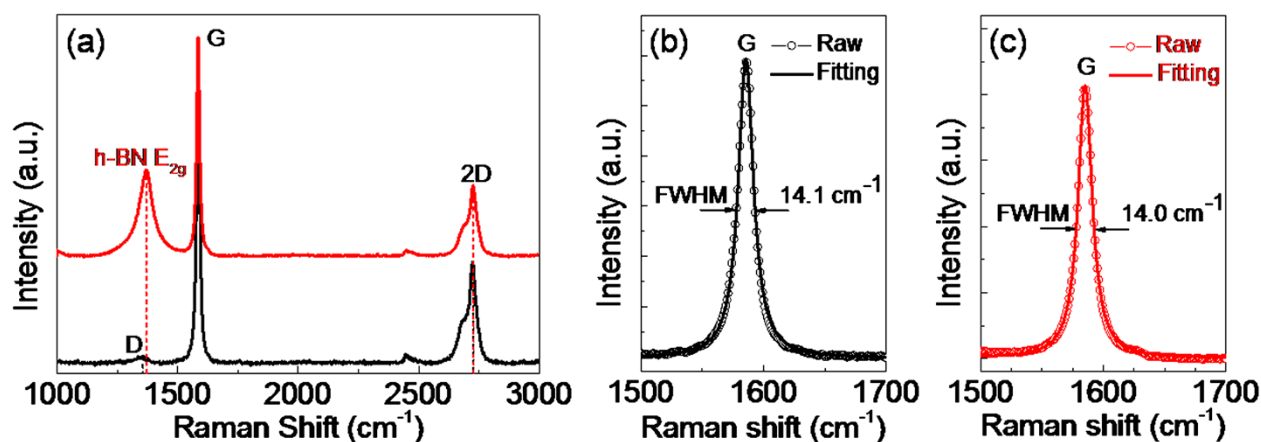 (a)
G
h-BN E₂g
2D
D
Intensity (a.u.)
1000 1500 2000 2500 3000
Raman Shift (cm⁻¹)
(b)
G
Raw
Fitting
FWHM
14.1 cm⁻¹
Intensity (a.u.)
1500 1600 1700
Raman shift (cm⁻¹)
(c)
G
Raw
Fitting
FWHM
14.0 cm⁻¹
Intensity (a.u.)
1500 1600 1700
Raman shift (cm⁻¹)